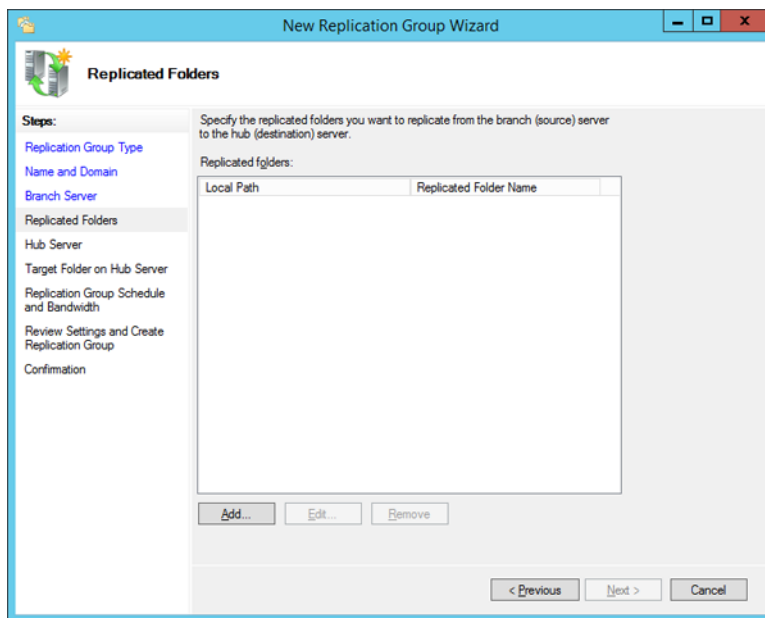 New Replication Group Wizard
Replicated Folders
Steps:
Replication Group Type
Name and Domain
Branch Server
Replicated Folders
Hub Server
Target Folder on Hub Server
Replication Group Schedule
and Bandwidth
Review Settings and Create
Replication Group
Confirmation
Specify the replicated folders you want to replicate from the branch (source) server
to the hub (destination) server.
Replicated folders:
Local Path Replicated Folder Name
Add... Edit... Remove
< Previous Next > Cancel